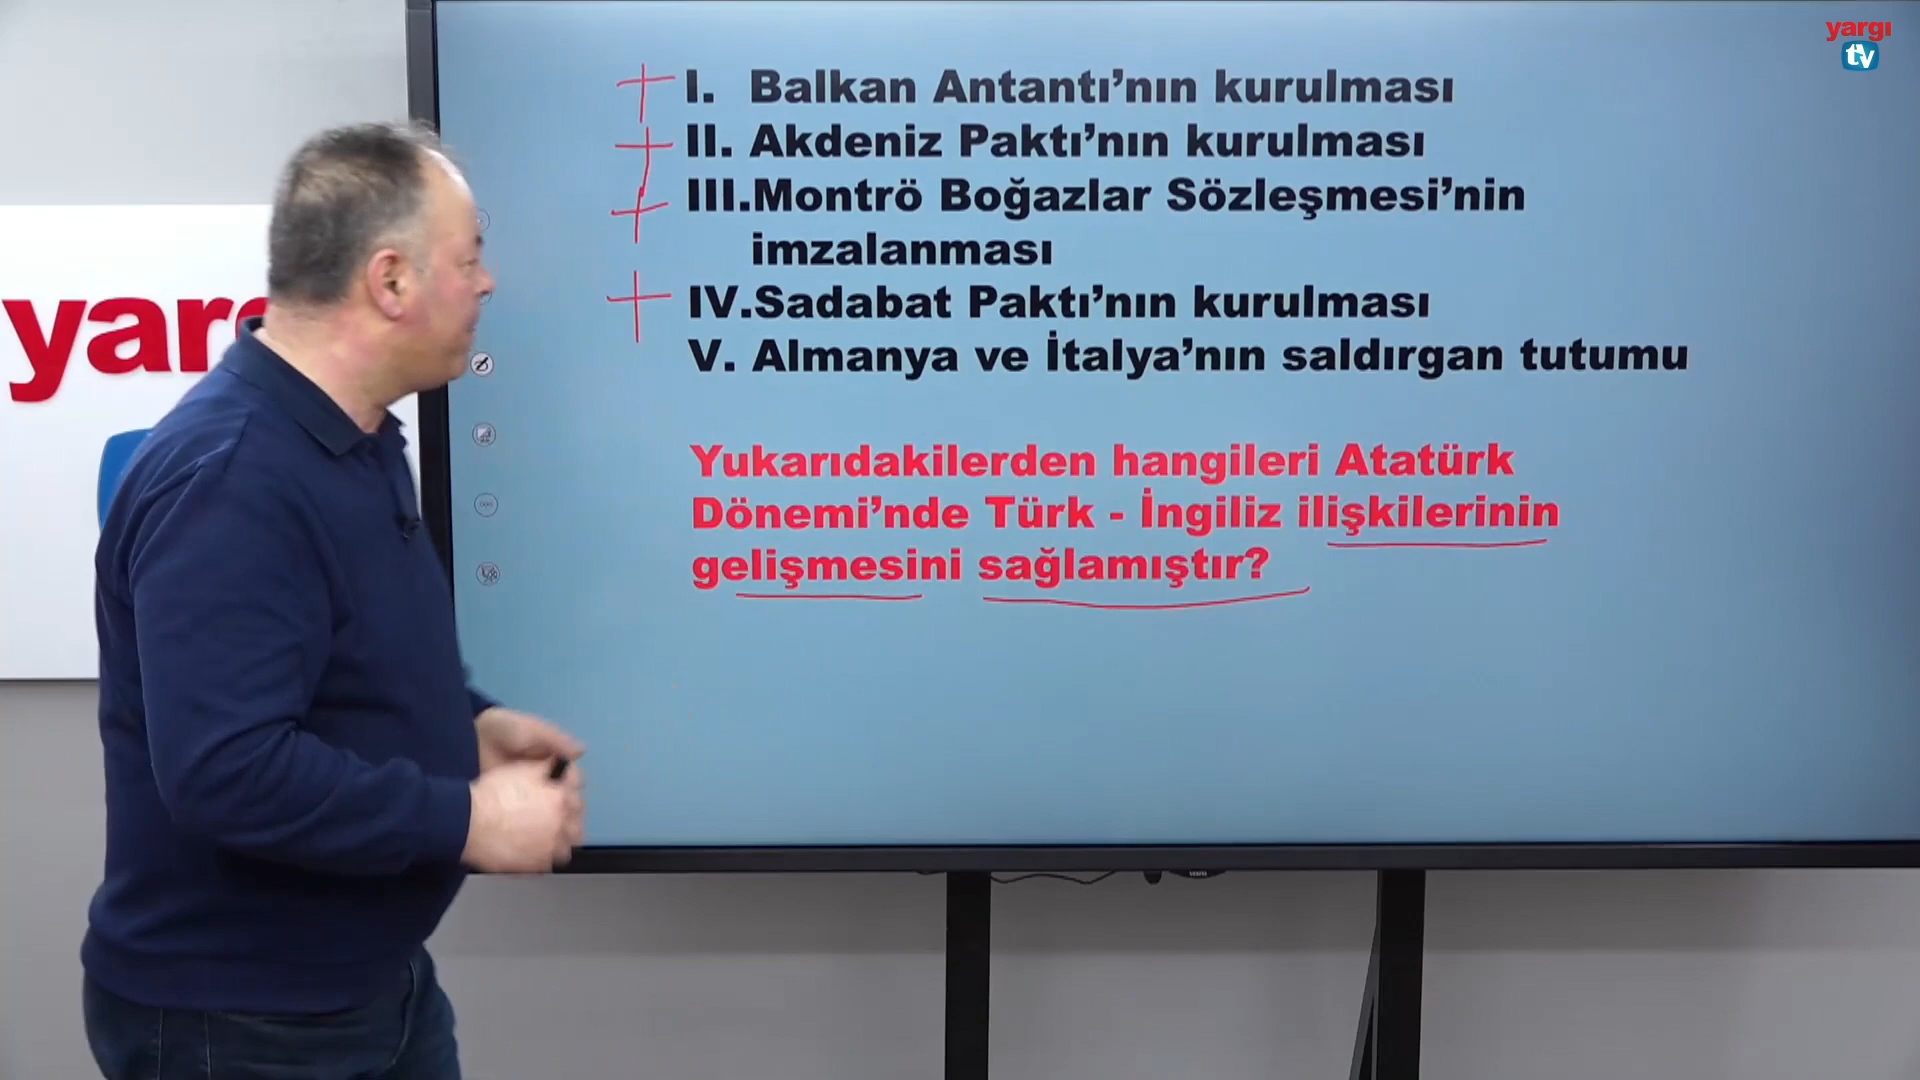 yargı
tv
I. Balkan Antantı’nın kurulması
II. Akdeniz Paktı’nın kurulması
III.Montrö Boğazlar Sözleşmesi’nin
imzalanması
IV.Sadabat Paktı’nın kurulması
V. Almanya ve İtalya’nın saldırgan tutumu
Yukarıdakilerden hangileri Atatürk
Dönemi’nde Türk - İngiliz ilişkilerinin
gelişmesini sağlamıştır?